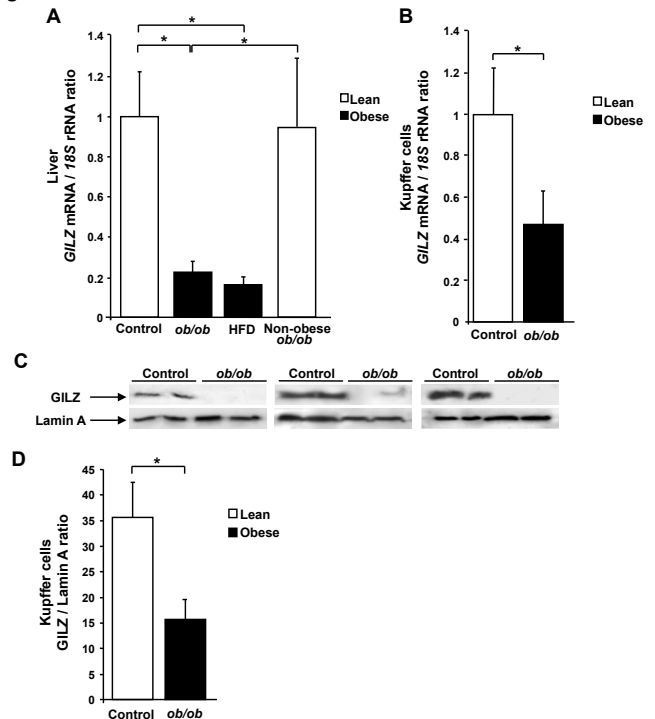 A
Liver
GILZ mRNA / 18S rRNA ratio
1.4
1.2
1
0.8
0.6
0.4
0.2
0
*
*
*
Control
ob/ob
HFD
Non-obese
ob/ob
Lean
Obese
B
Kupffer cells
GILZ mRNA / 18S rRNA ratio
1.4
1.2
1
0.8
0.6
0.4
0.2
0
*
Control
ob/ob
Lean
Obese
C
Control
ob/ob
Control
ob/ob
Control
ob/ob
GILZ
Lamin A
D
Kupffer cells
GILZ / Lamin A ratio
45
40
35
30
25
20
15
10
5
0
*
Control
ob/ob
Lean
Obese